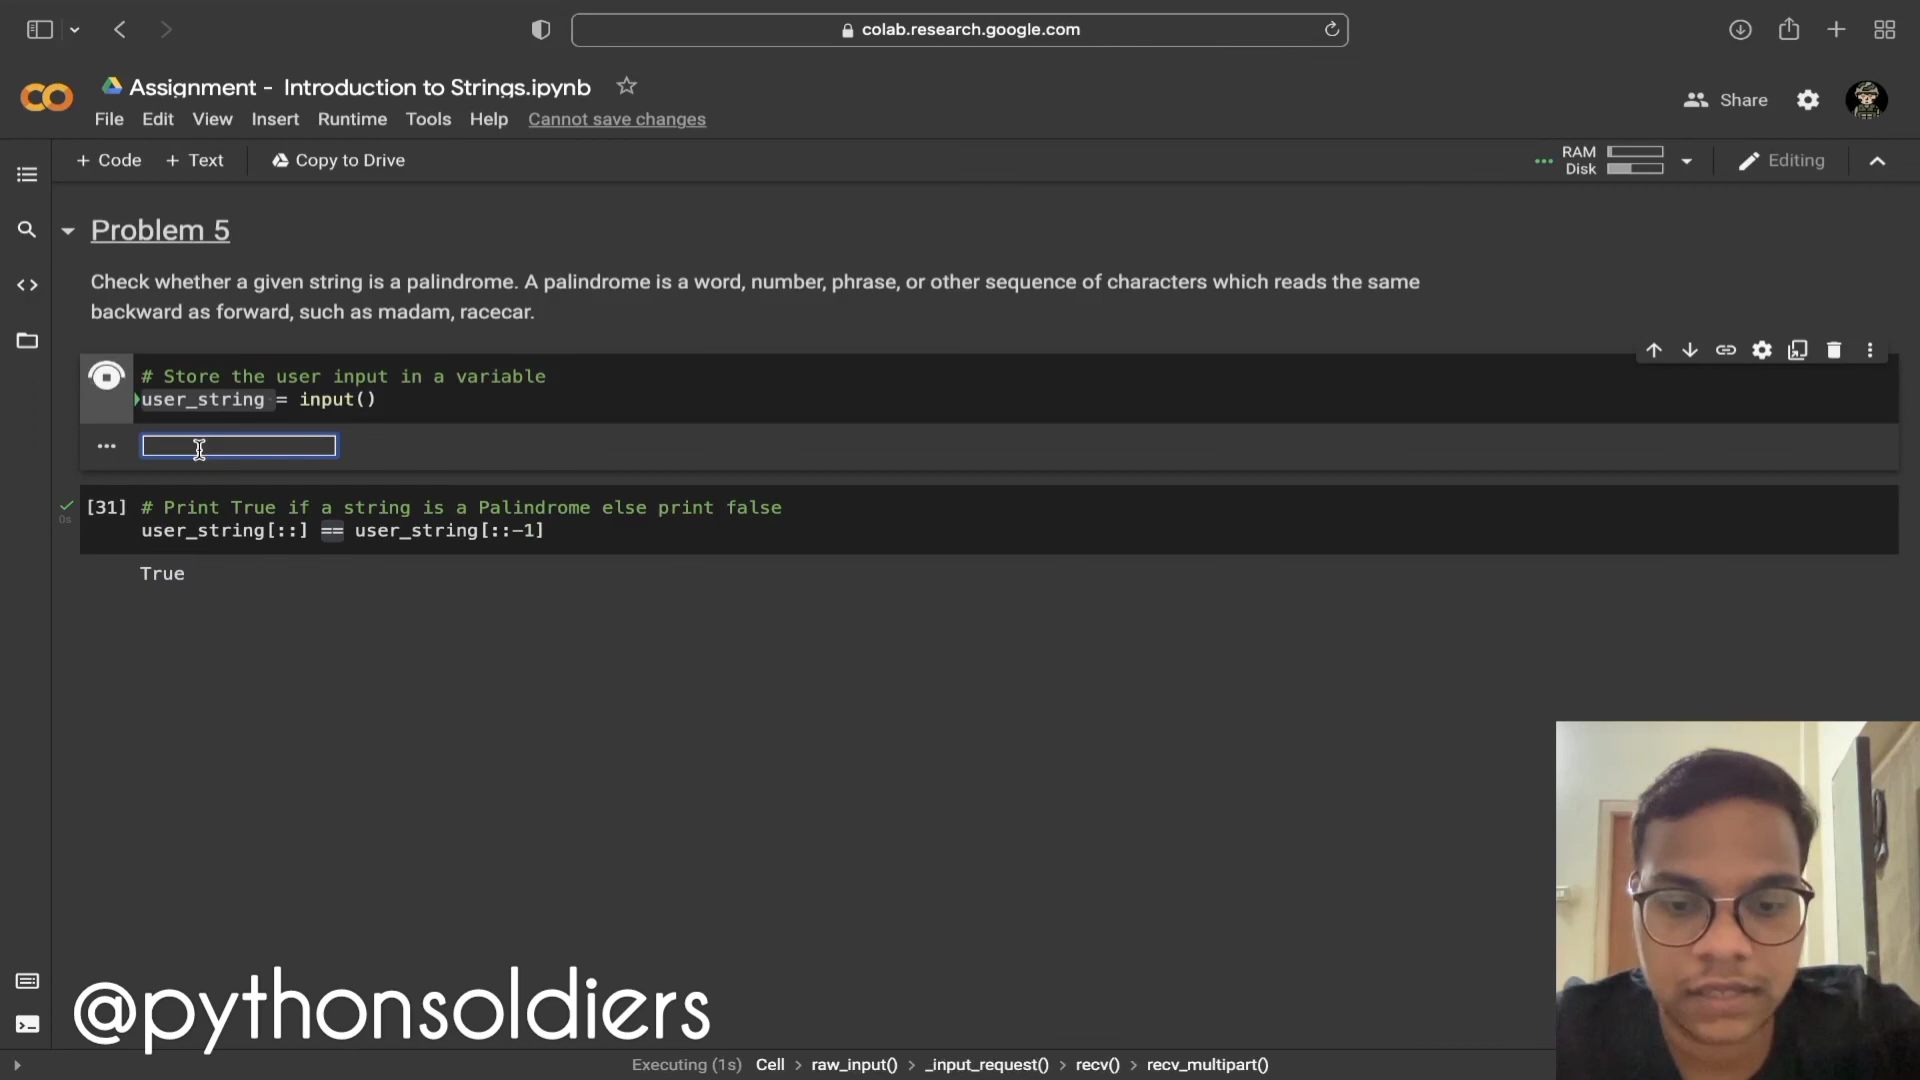 colab.research.google.com
Assignment - Introduction to Strings.ipynb
File Edit View Insert Runtime Tools Help Cannot save changes
Share
+ Code + Text Copy to Drive
RAM
Disk
Editing
Problem 5
Check whether a given string is a palindrome. A palindrome is a word, number, phrase, or other sequence of characters which reads the same
backward as forward, such as madam, racecar.
# Store the user input in a variable
user_string = input()
[31] # Print True if a string is a Palindrome else print false
0s
user_string[::] == user_string[::-1]
True
@pythonsoldiers
Executing (1s) Cell > raw_input() > _input_request() > recv() > recv_multipart()